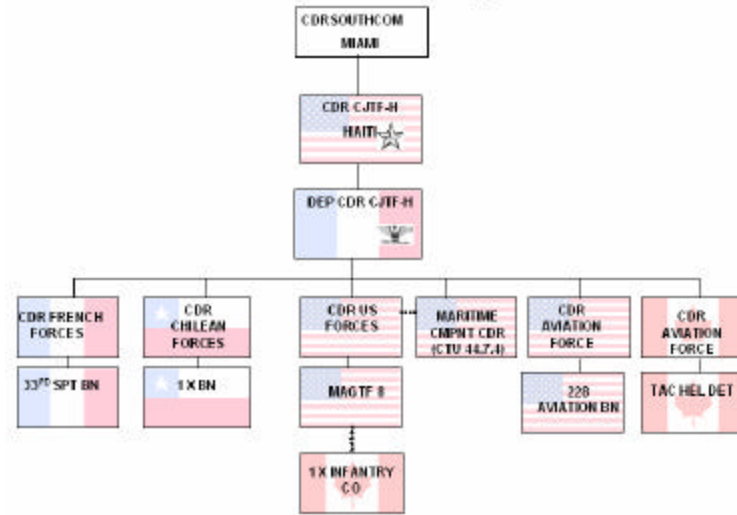 CDRSOUTHCOM
MIAMI
CDR CJTF-H
HAITI
DEP CDR CJTF-H
CDR FRENCH
FORCES
CDR
CHILEAN
FORCES
CDR US
FORCES
MARITIME
CMPNT CDR
(CTU 44.7.4)
CDR
AVIATION
FORCE
CDR
AVIATION
FORCE
33RD SPT BN
1 X BN
MAGTF 8
228
AVIATION BN
TAC HEL DET
1 X INFANTRY
CO